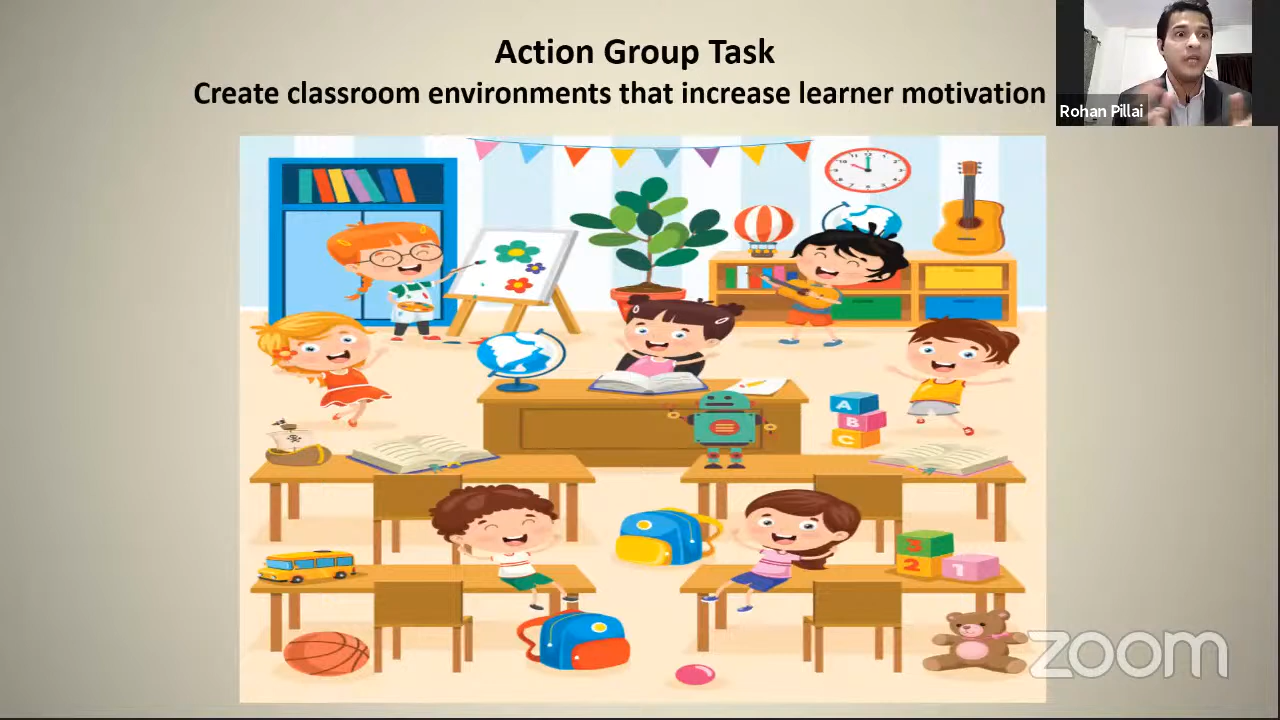 Action Group Task
Create classroom environments that increase learner motivation
Rohan Pillai
A
B
C
3
2
1
zoom